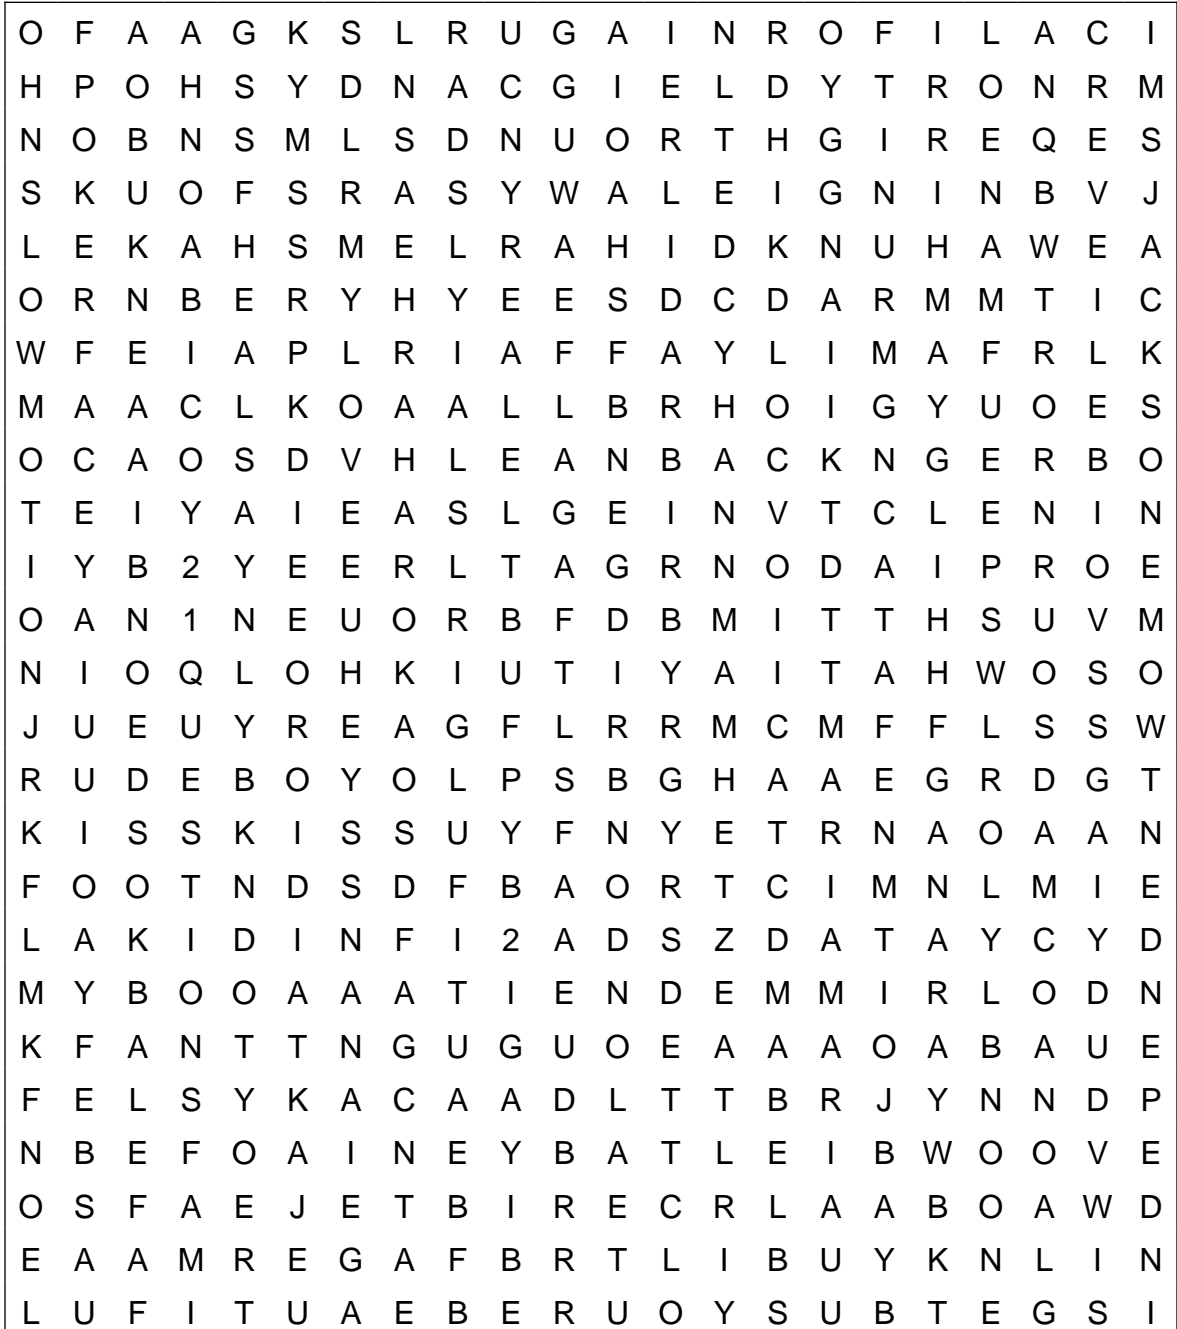 O F A A G K S L R U G A I N R O F I L A C I
H P O H S Y D N A C G I E L D Y T R O N R M
N O B N S M L S D N U O R T H G I R E Q E S
S K U O F S R A S Y W A L E I G N I N B V J
L E K A H S M E L R A H I D K N U H A W E A
O R N B E R Y H Y E E S D C D A R M M T I C
W F E I A P L R I A F F A Y L I M A F R L K
M A A C L K O A A L L B R H O I G Y U O E S
O C A O S D V H L E A N B A C K N G E R B O
T E I Y A I E A S L G E I N V T C L E N I N
I Y B 2 Y E E R L T A G R N O D A I P R O E
O A N 1 N E U O R B F D B M I T T H S U V M
N I O Q L O H K I U T I Y A I T A H W O S O
J U E U Y R E A G F L R R M C M F F L S S W
R U D E B O Y O L P S B G H A A E G R D G T
K I S S K I S S U Y F N Y E T R N A O A A N
F O O T N D S D F B A O R T C I M N L M I E
L A K I D I N F I 2 A D S Z D A T A Y C Y D
M Y B O O A A A T I E N D E M M I R L O D N
K F A N T T N G U G U O E A A A O A B A U E
F E L S Y K A C A A D L T T B R J Y N N D P
N B E F O A I N E Y B A T L E I B W O O V E
O S F A E J E T B I R E C R L A A B O A W D
E A A M R E G A F B R T L I B U Y K N L I N
L U F I T U A E B E R U O Y S U B T E G S I